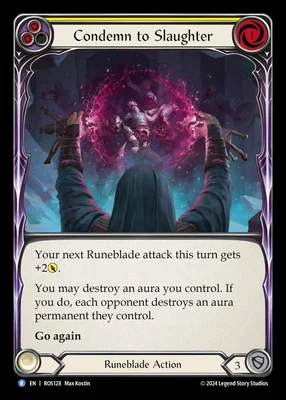 Condemn to Slaughter
Your next Runeblade attack this turn gets
+2.
You may destroy an aura you control. If
you do, each opponent destroys an aura
permanent they control.
Go again
Runeblade Action
3
R EN | ROS128 Max Kostin
©2024 Legend Story Studios